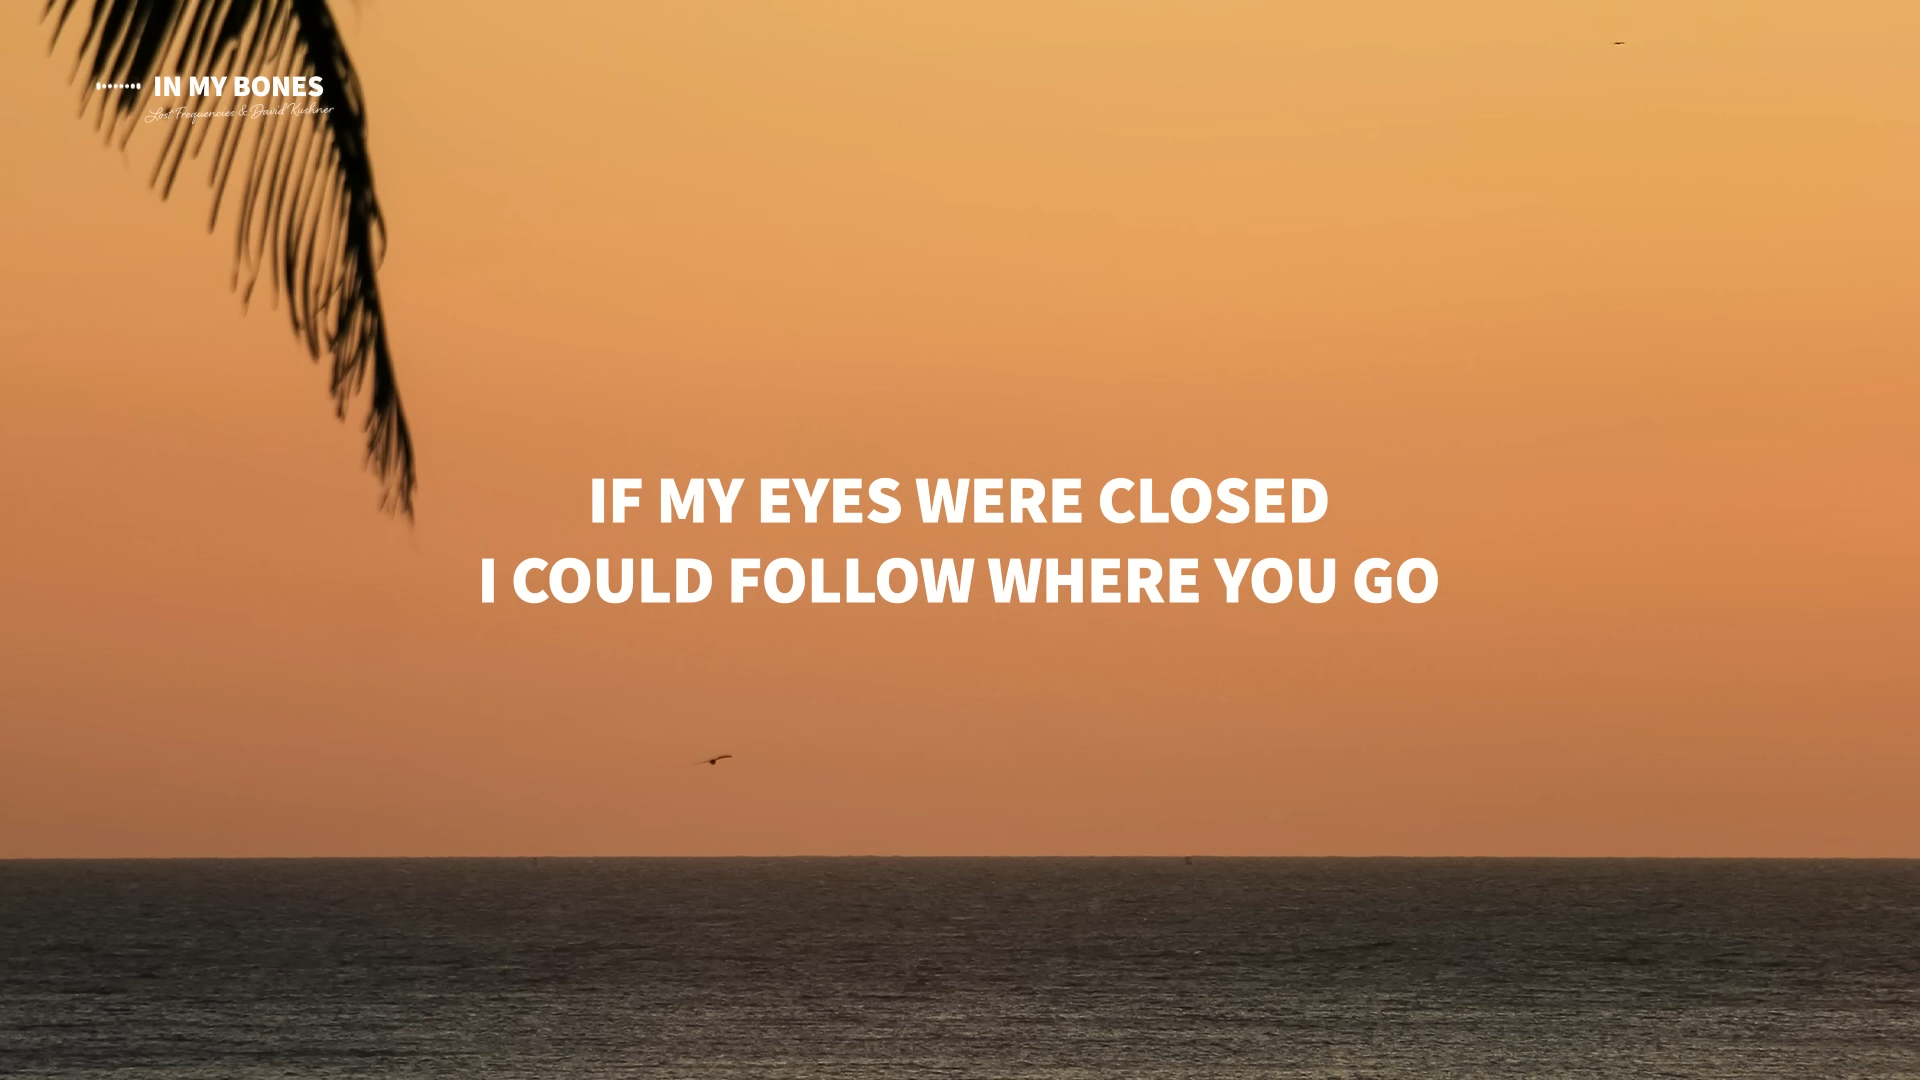 IN MY BONES
Lost Frequencies & David Kushner
IF MY EYES WERE CLOSED
I COULD FOLLOW WHERE YOU GO